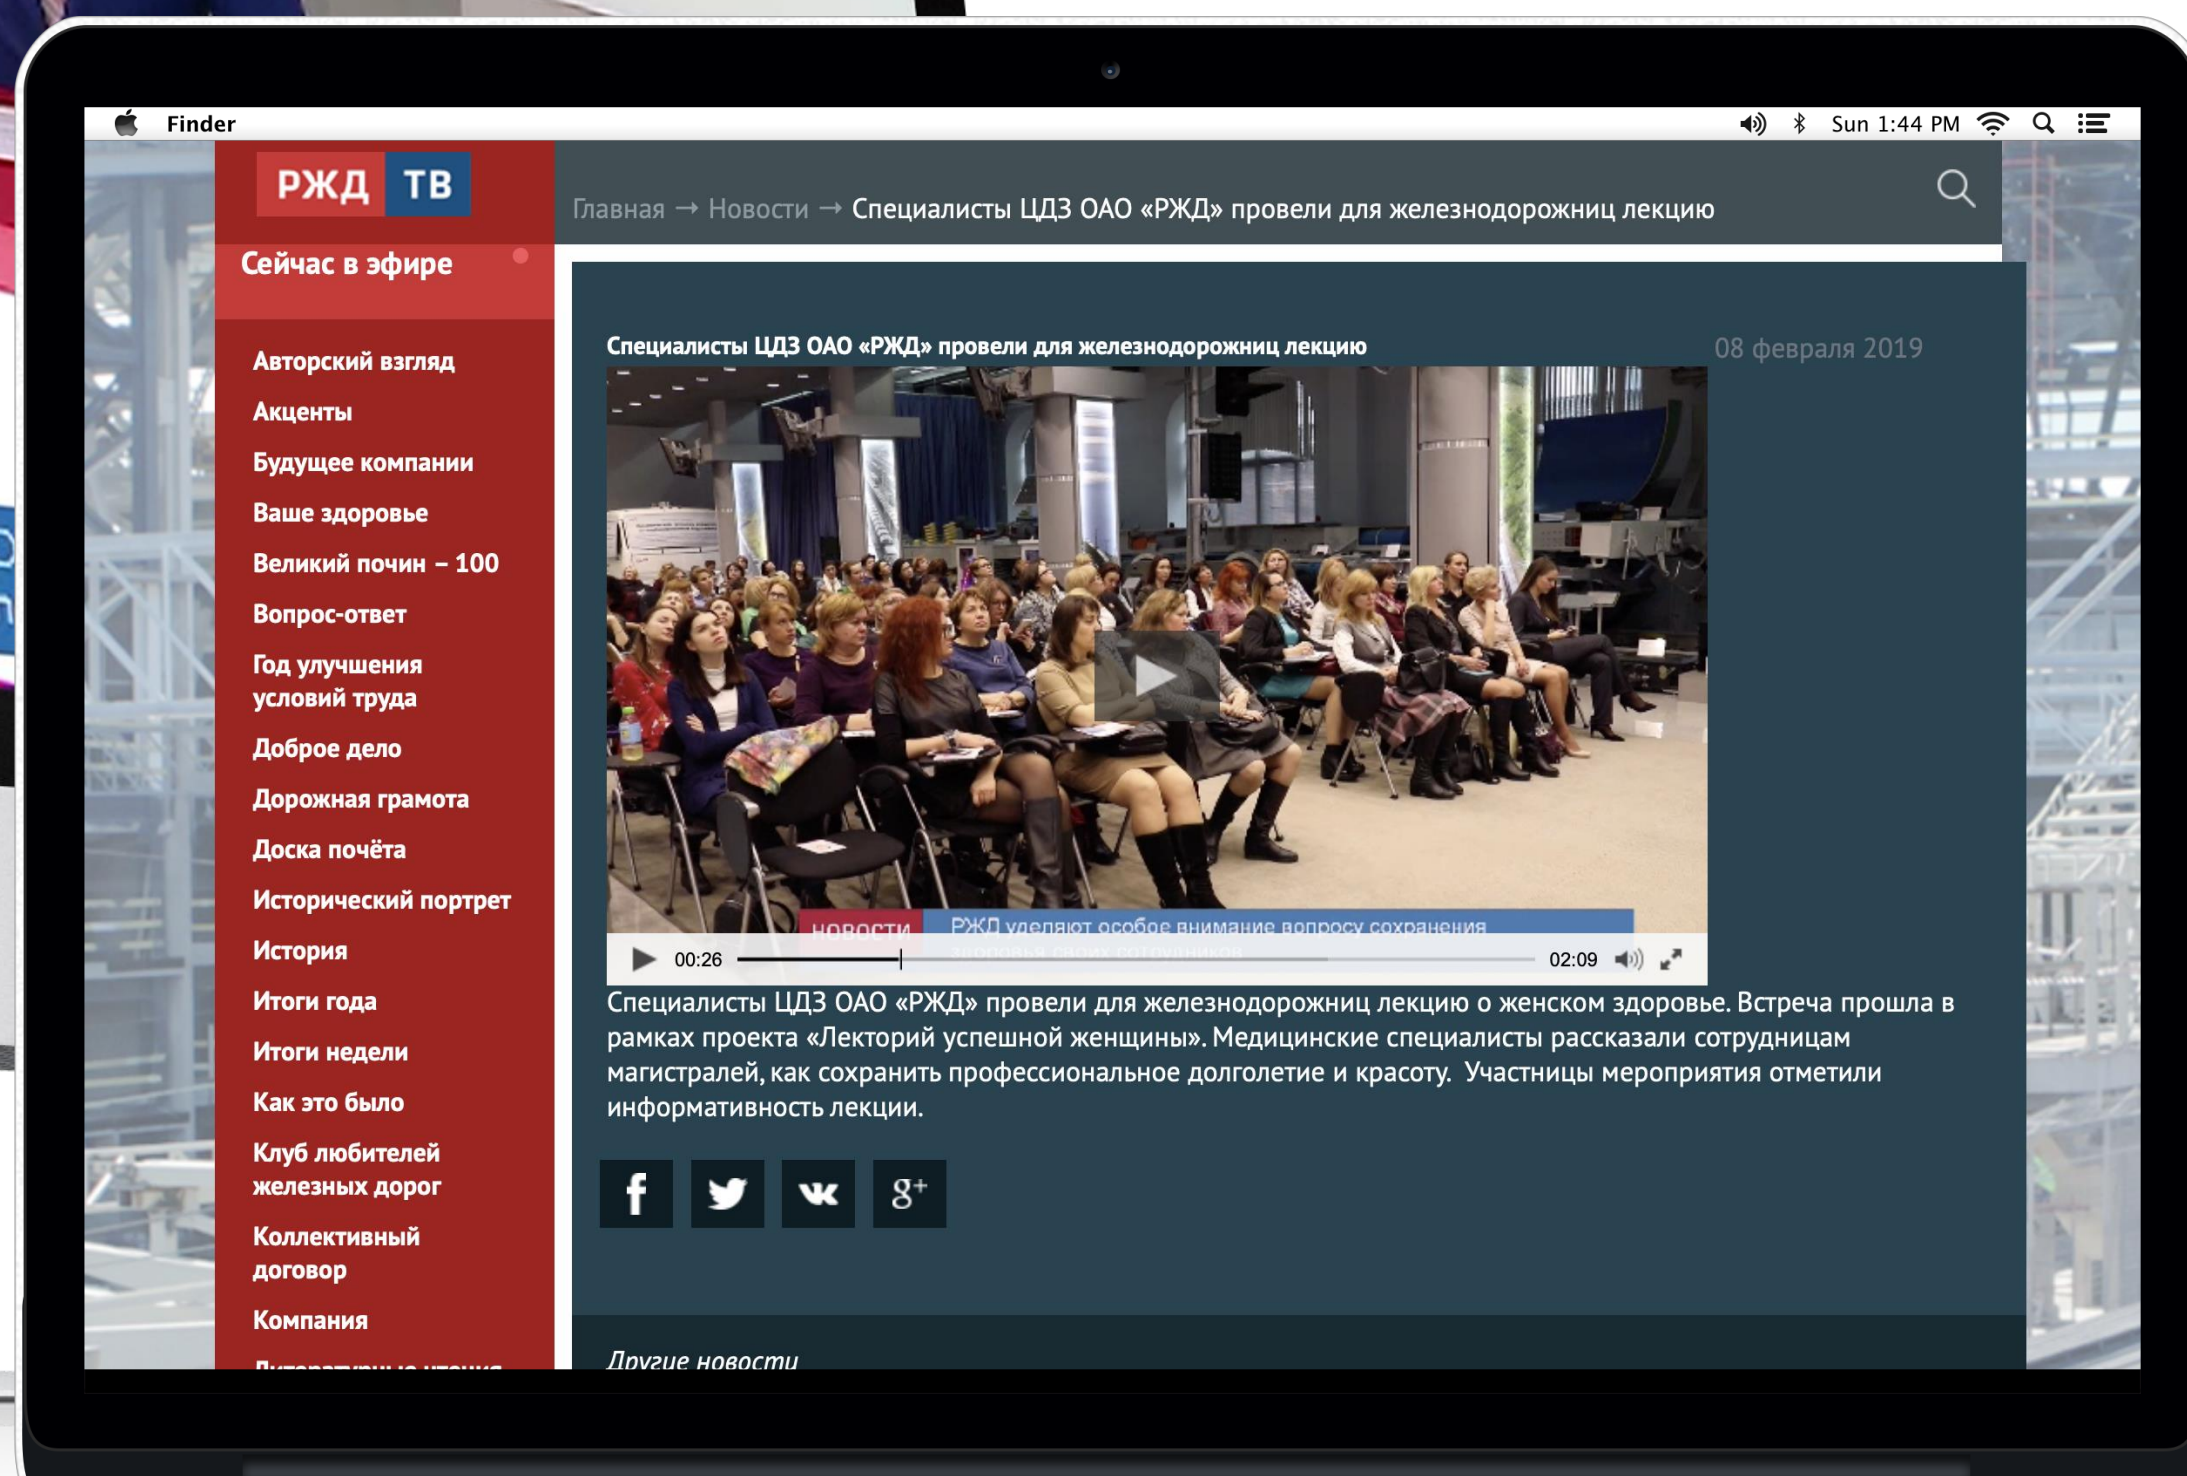 Finder
Sun 1:44 PM
РЖД ТВ
Главная → Новости → Специалисты ЦДЗ ОАО «РЖД» провели для железнодорожниц лекцию
Сейчас в эфире
Авторский взгляд
Акценты
Будущее компании
Ваше здоровье
Великий почин – 100
Вопрос-ответ
Год улучшения
условий труда
Доброе дело
Дорожная грамота
Доска почёта
Исторический портрет
История
Итоги года
Итоги недели
Как это было
Клуб любителей
железных дорог
Коллективный
договор
Компания
Литературные чтения
Специалисты ЦДЗ ОАО «РЖД» провели для железнодорожниц лекцию
08 февраля 2019
НОВОСТИ
РЖД уделяют особое внимание вопросу сохранения
здоровья своих сотрудников
00:26
02:09
Специалисты ЦДЗ ОАО «РЖД» провели для железнодорожниц лекцию о женском здоровье. Встреча прошла в
рамках проекта «Лекторий успешной женщины». Медицинские специалисты рассказали сотрудницам
магистралей, как сохранить профессиональное долголетие и красоту. Участницы мероприятия отметили
информативность лекции.
f
g+
Другие новости